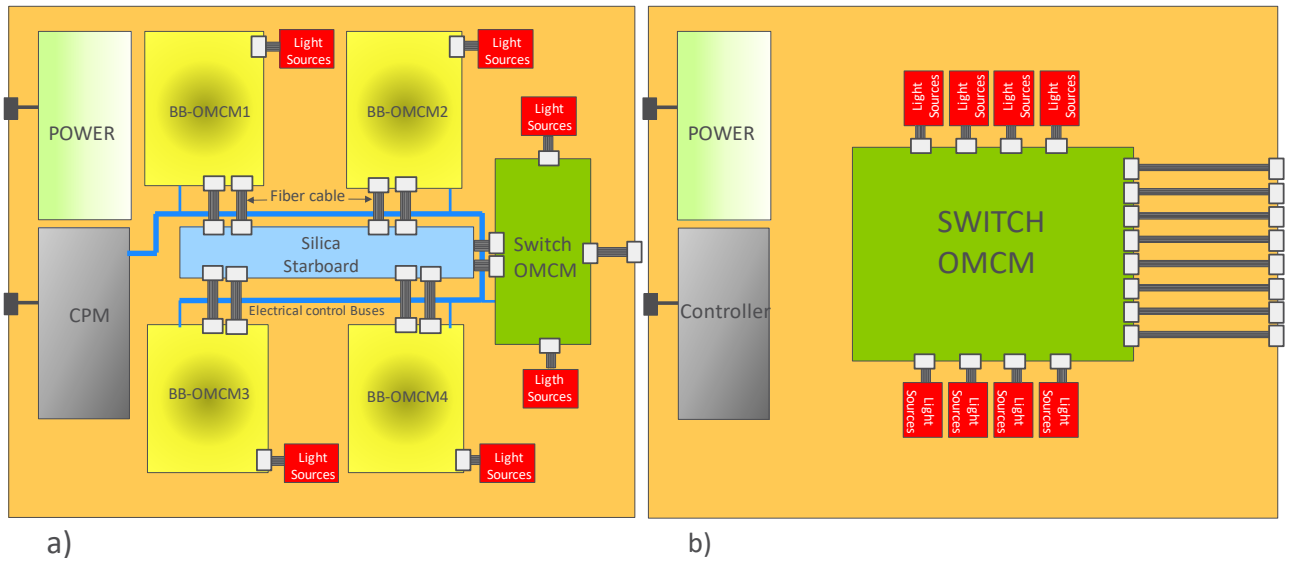 Light
Sources
Light
Sources
BB-OMCM1
BB-OMCM2
POWER
Light
Sources
Fiber cable
Silica
Starboard
Switch
OMCM
CPM
Electrical control Buses
BB-OMCM3
BB-OMCM4
Ligth
Sources
Light
Sources
Light
Sources
a)
Light
Sources
Light
Sources
Light
Sources
Light
Sources
POWER
SWITCH
OMCM
Controller
Light
Sources
Light
Sources
Light
Sources
Light
Sources
b)